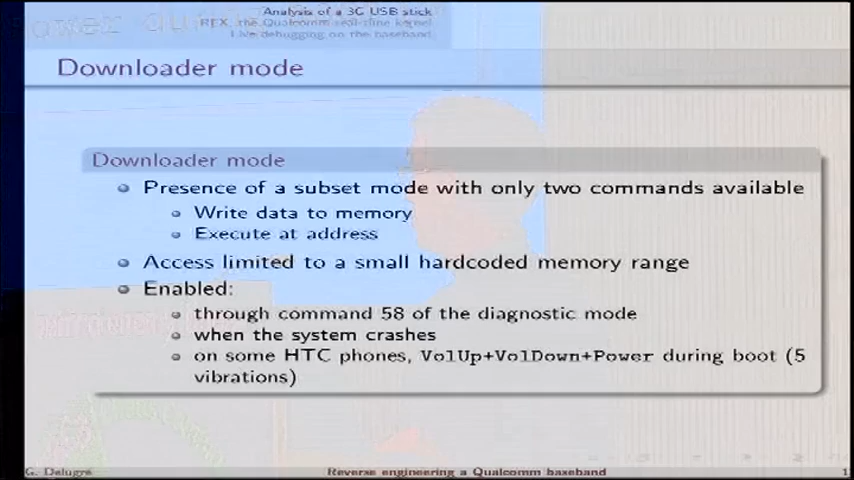 Analysis of a 3G USB stick
REX, the Qualcomm real-time kernel
Live debugging on the baseband
Downloader mode
Downloader mode
Presence of a subset mode with only two commands available
Write data to memory
Execute at address
Access limited to a small hardcoded memory range
Enabled:
through command 58 of the diagnostic mode
when the system crashes
on some HTC phones, VolUp+VolDown+Power during boot (5
vibrations)
G. Delugré
Reverse engineering a Qualcomm baseband